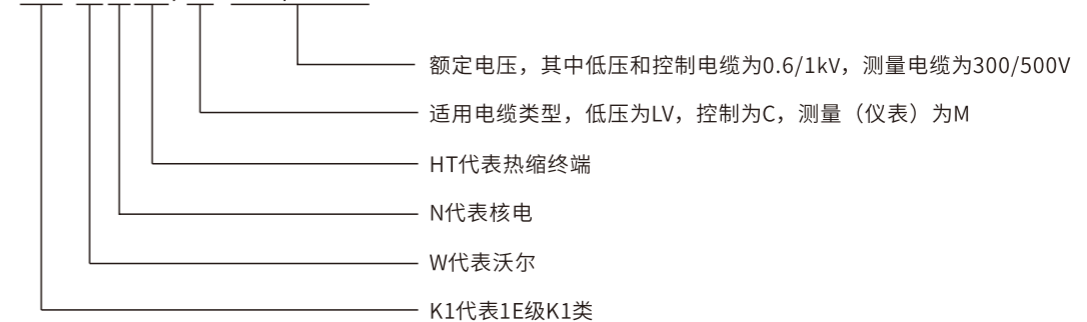 额定电压，其中低压和控制电缆为0.6/1kV，测量电缆为300/500V
适用电缆类型，低压为LV，控制为C，测量（仪表）为M
HT代表热缩终端
N代表核电
W代表沃尔
K1代表1E级K1类